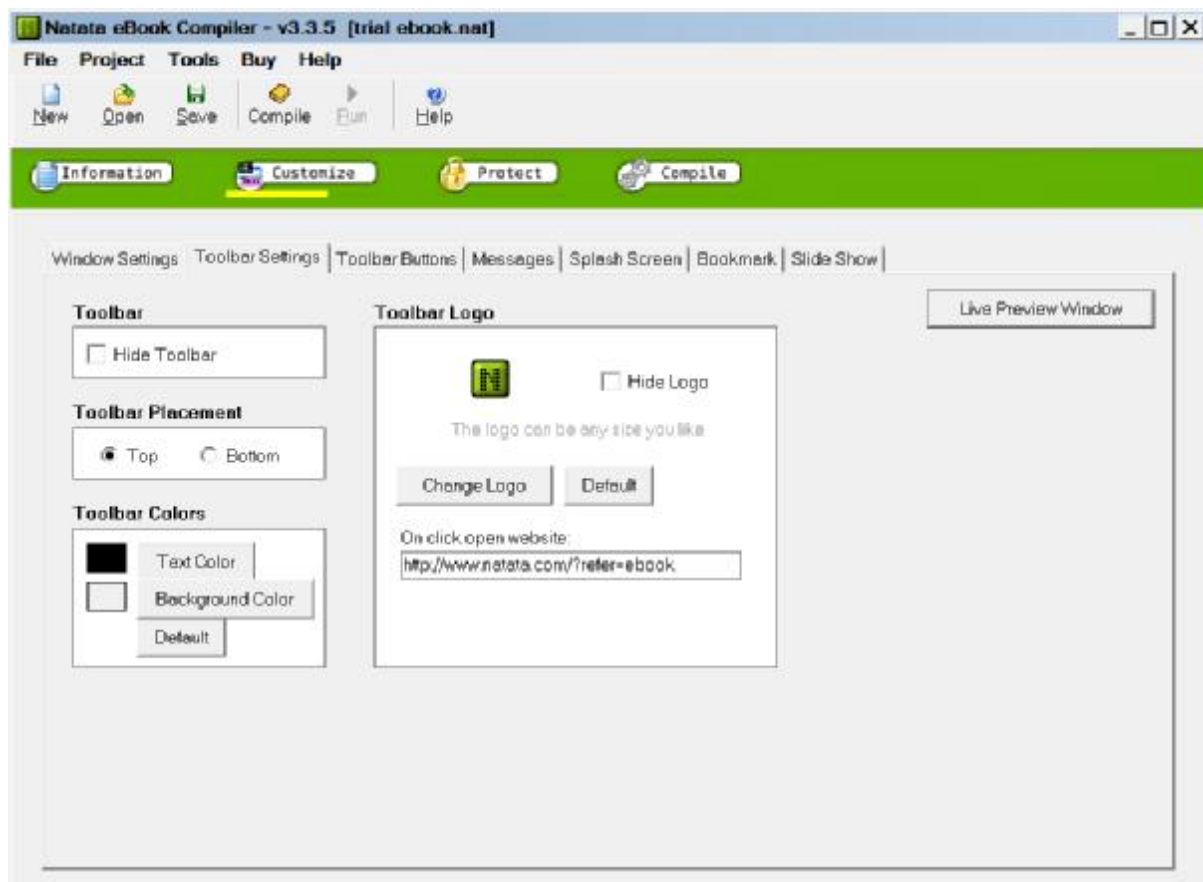 Natata eBook Compiler - v3.3.5 [trial ebook.nat]
File Project Tools Buy Help
New Open Save Compile Run Help
Information Customize Protect Compile
Window Settings Toolbar Settings Toolbar Buttons Messages Splash Screen Bookmark Slide Show
Live Preview Window
Toolbar
Hide Toolbar
Toolbar Placement
Top Bottom
Toolbar Colors
Text Color
Background Color
Default
Toolbar Logo
N
Hide Logo
The logo can be any size you like
Change Logo Default
On click open website:
http://www.natata.com/?refer=ebook